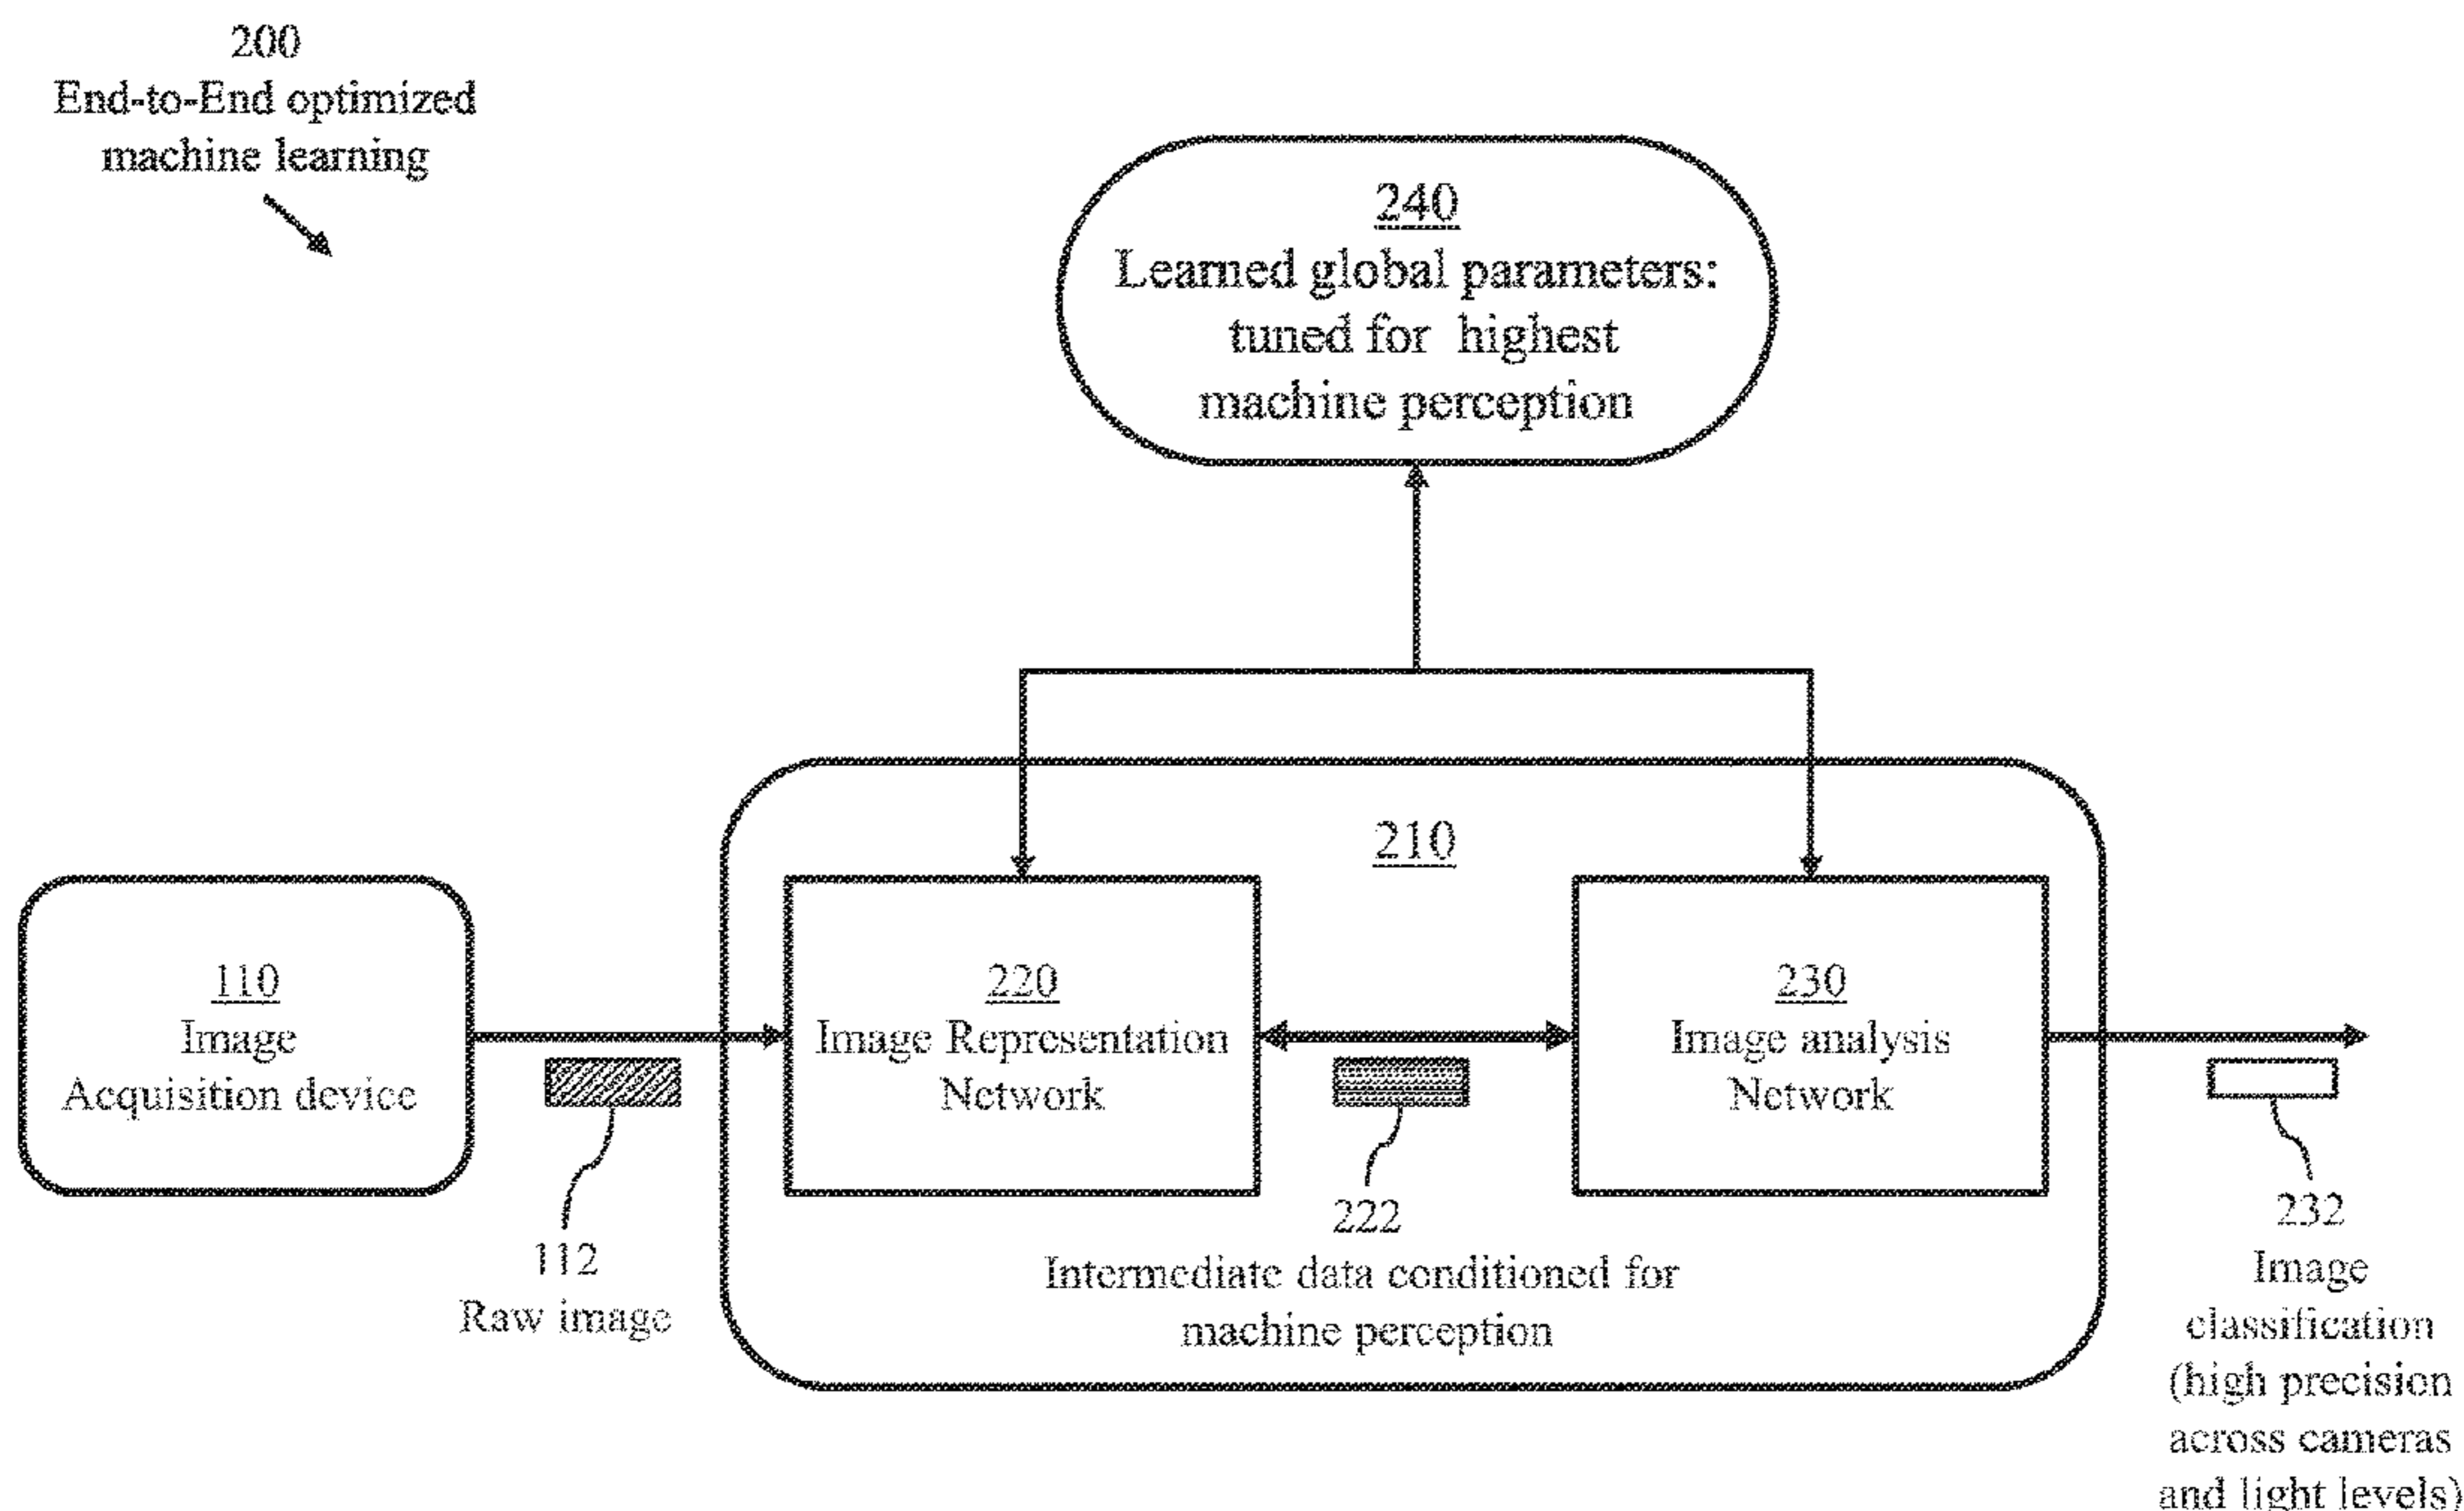 200
End-to-End optimized
machine learning
240
Learned global parameters:
tuned for highest
machine perception
210
110
Image
Acquisition device
220
Image Representation
Network
230
Image analysis
Network
112
Raw image
222
Intermediate data conditioned for
machine perception
232
Image
classification
(high precision
across cameras
and light levels)